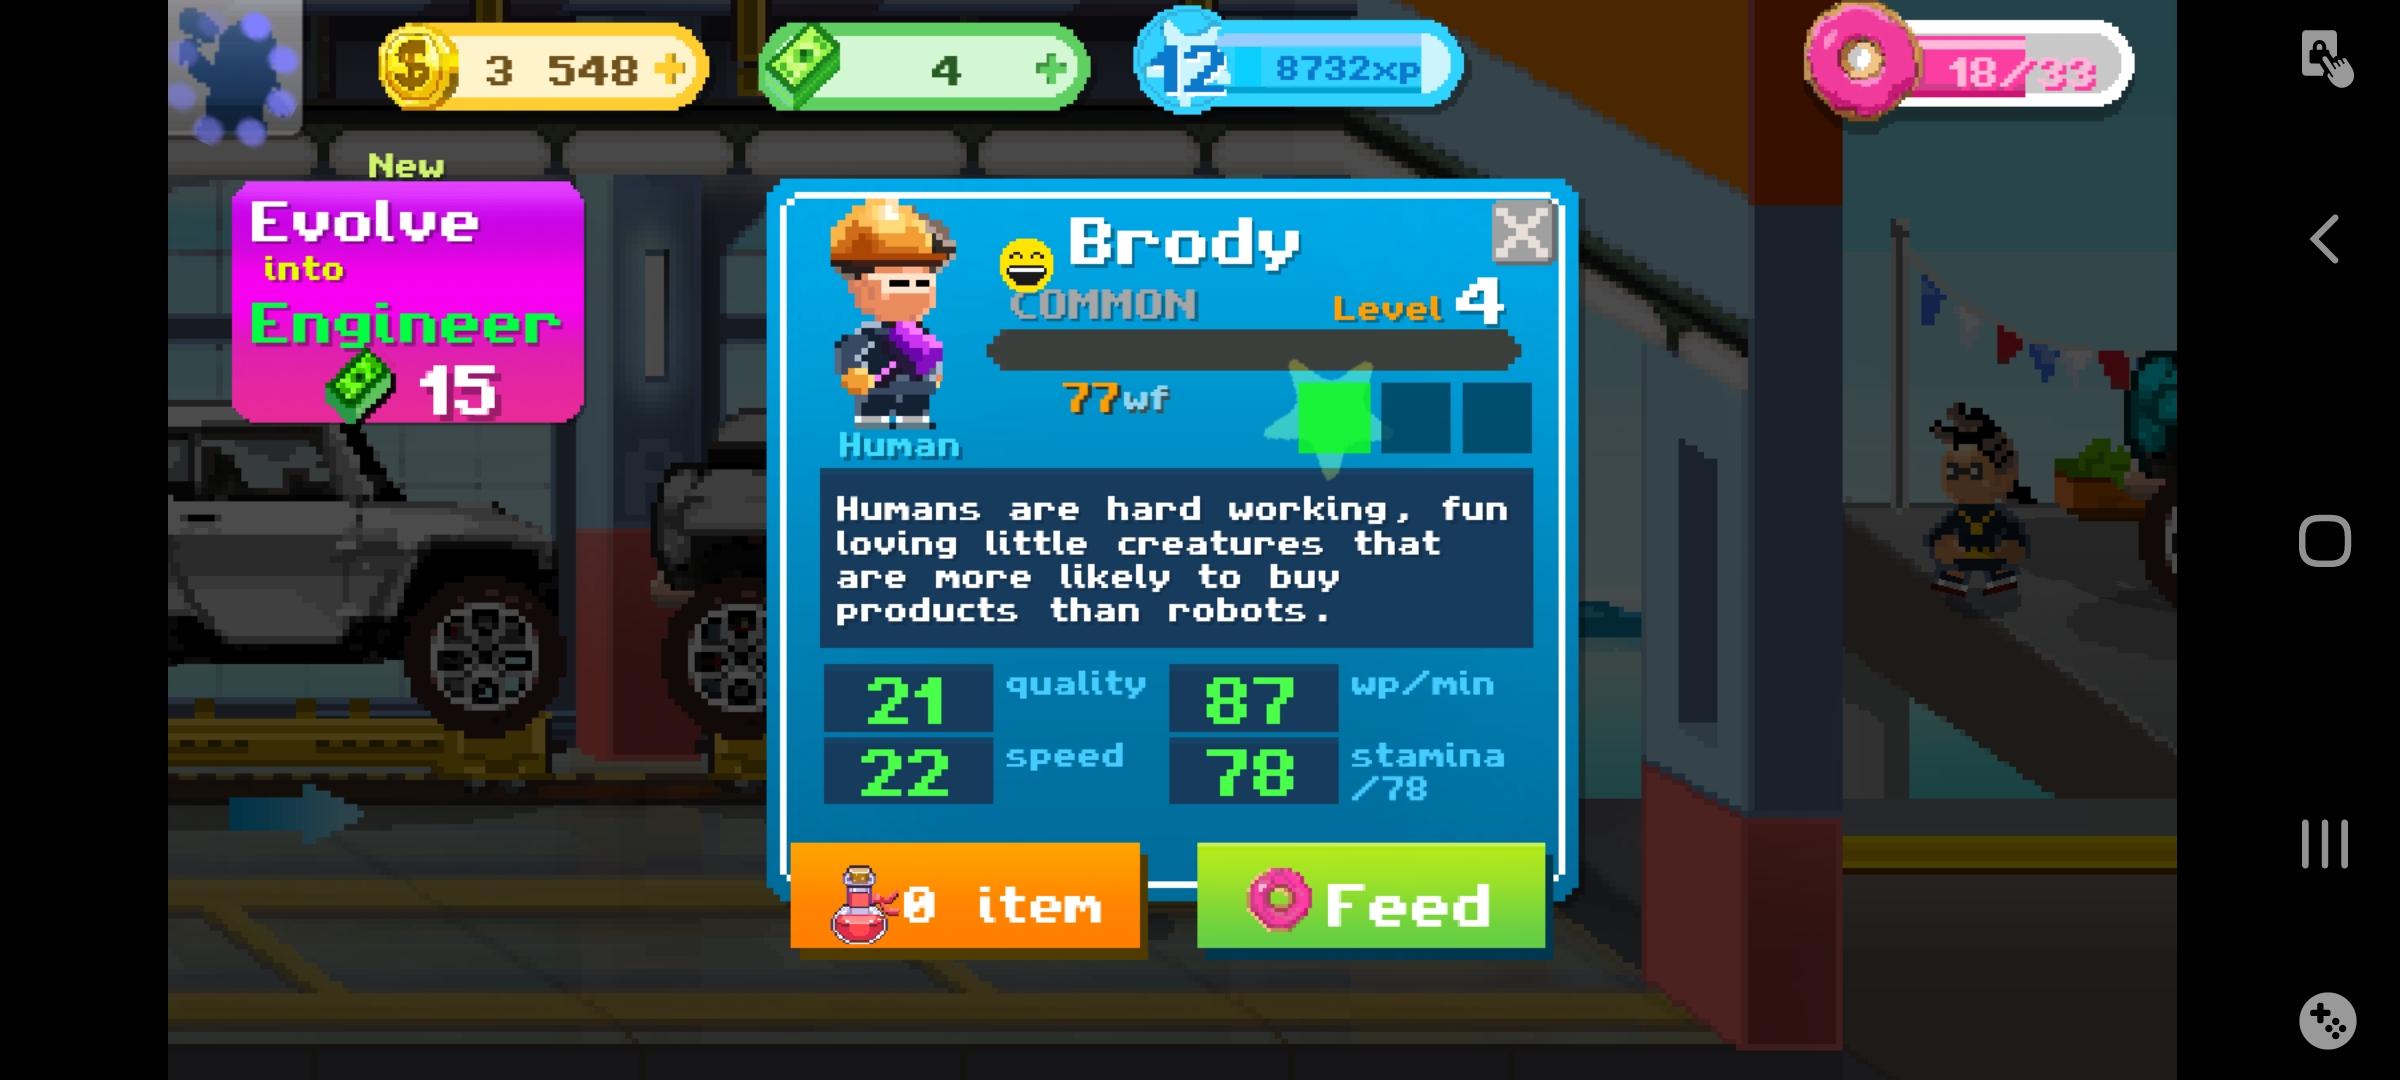 3 548 +
4 +
12 8732xp
18/33
New
Evolve
into
Engineer
15
Brody
COMMON Level 4
77wf
Human
Humans are hard working, fun
loving little creatures that
are more likely to buy
products than robots.
21 quality 87 wp/min
22 speed 78 stamina
/78
0 item
Feed